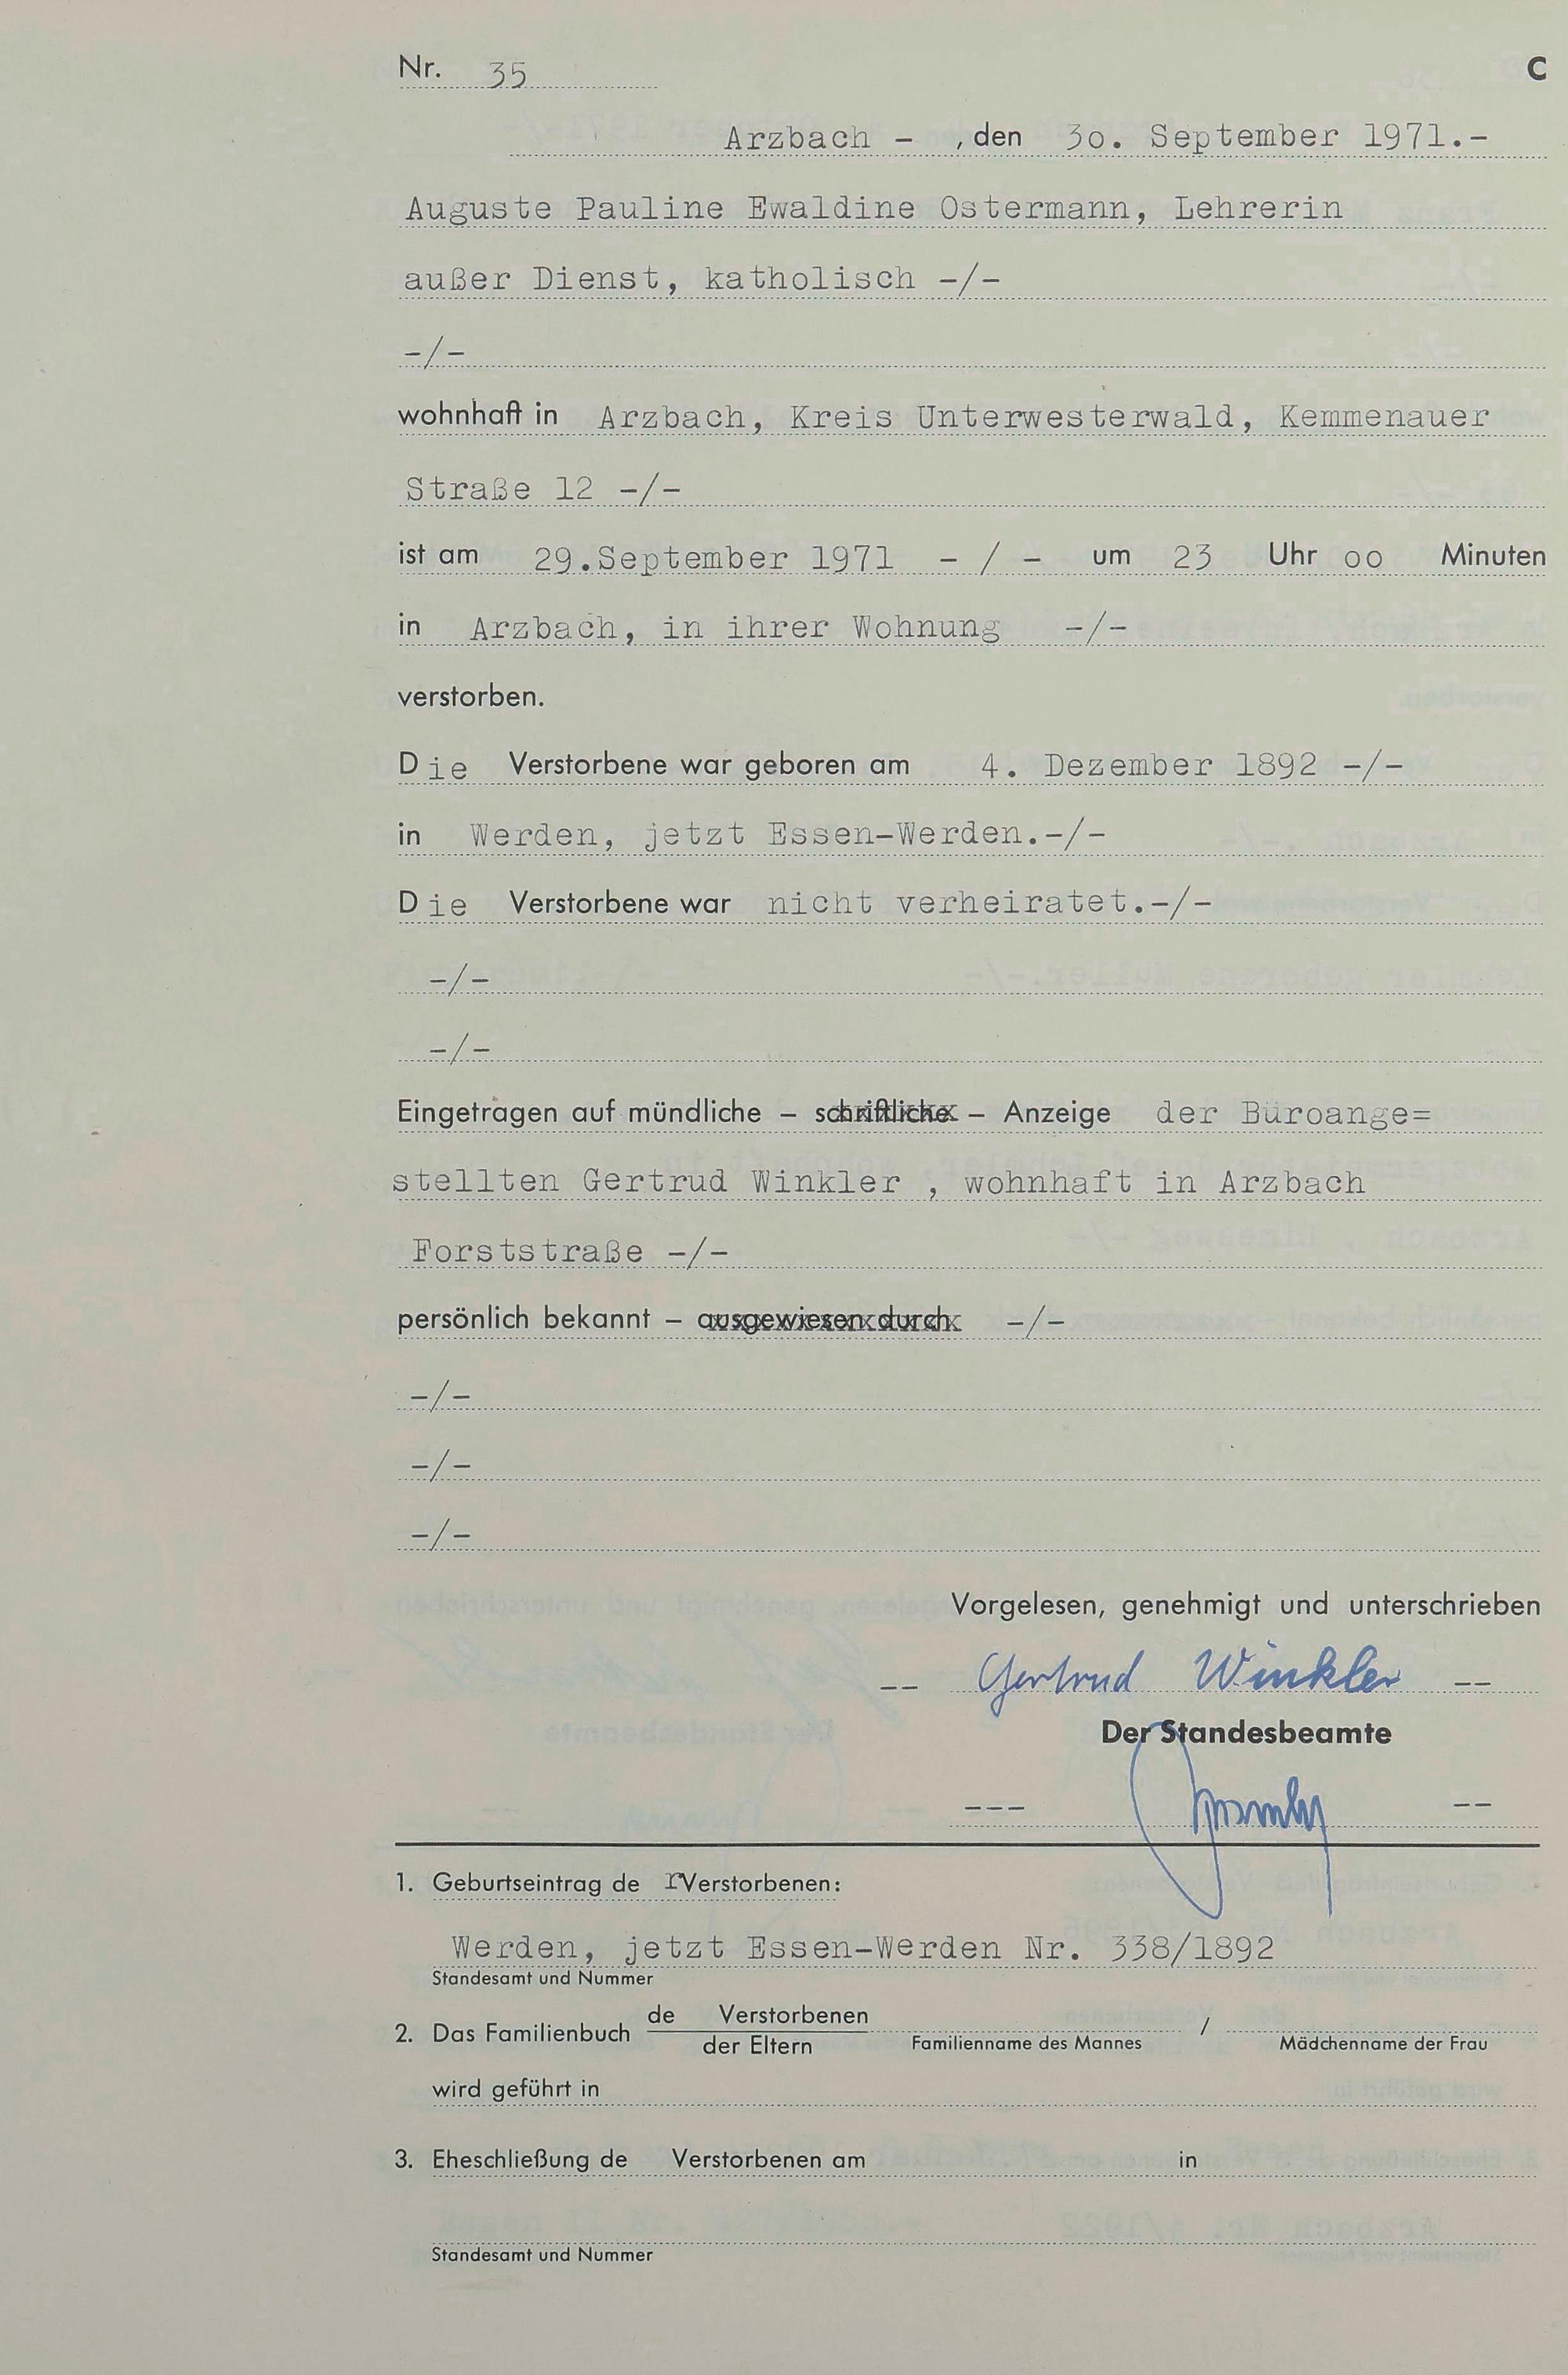 Nr. 35 C
Arzbach - , den 3o. September 1971.-
Auguste Pauline Ewaldine Ostermann, Lehrerin
außer Dienst, katholisch -/-
-/-
wohnhaft in Arzbach, Kreis Unterwesterwald, Kemmenauer
Straße 12 -/-
ist am 29.September 1971 - / - um 23 Uhr oo Minuten
in Arzbach, in ihrer Wohnung -/-
verstorben.
Die Verstorbene war geboren am 4. Dezember 1892 -/-
in Werden, jetzt Essen-Werden.-/-
Die Verstorbene war nicht verheiratet.-/-
-/-
-/-
Eingetragen auf mündliche - schriftliche - Anzeige der Büroange=
stellten Gertrud Winkler , wohnhaft in Arzbach
Forststraße -/-
persönlich bekannt - ausgewiesen durch -/-
-/-
-/-
-/-
Vorgelesen, genehmigt und unterschrieben
-- Gertrud Winkler --
Der Standesbeamte
--- --
1. Geburtseintrag de r Verstorbenen:
Werden, jetzt Essen-Werden Nr. 338/1892
Standesamt und Nummer
2. Das Familienbuch de Verstorbenen /
der Eltern Familienname des Mannes Mädchenname der Frau
wird geführt in
3. Eheschließung de Verstorbenen am in
Standesamt und Nummer